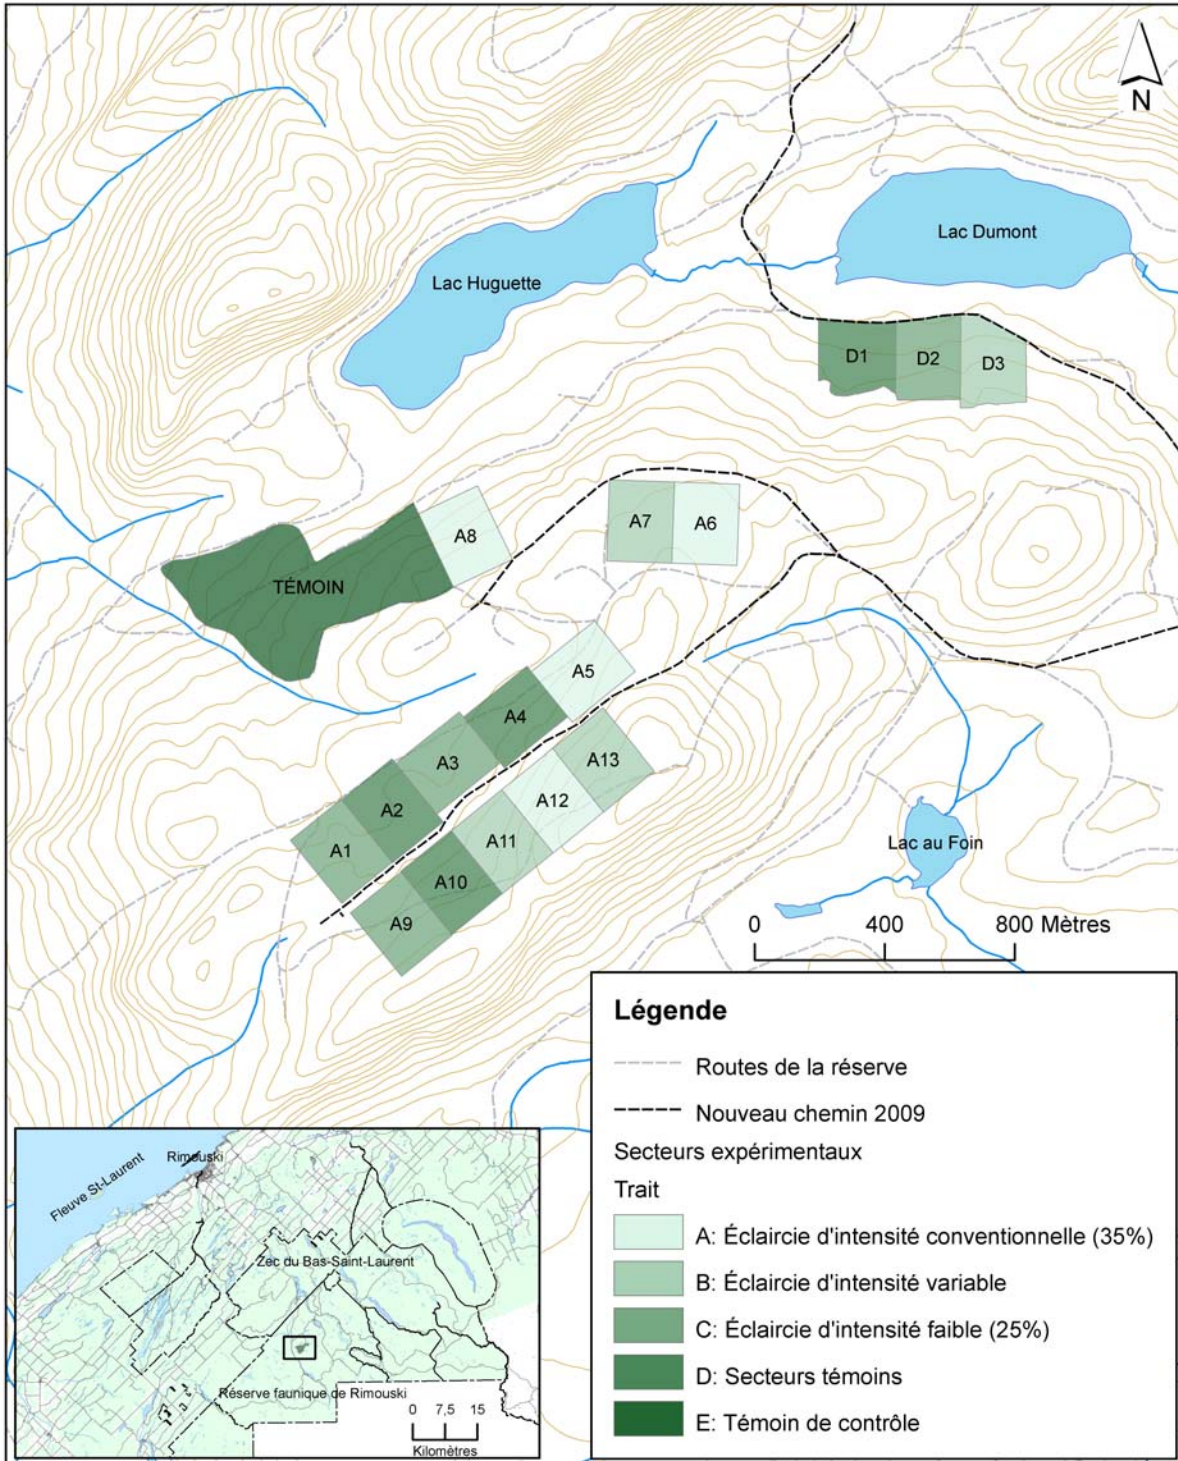 N
Lac Dumont
Lac Huguette
D1
D2
D3
A8
A7
A6
TÉMOIN
A5
A4
A3
A13
A2
A12
A1
A11
A10
A9
Lac au Foin
0 400 800 Mètres
Légende
Routes de la réserve
Nouveau chemin 2009
Secteurs expérimentaux
Trait
A: Éclaircie d'intensité conventionnelle (35%)
B: Éclaircie d'intensité variable
C: Éclaircie d'intensité faible (25%)
D: Secteurs témoins
E: Témoin de contrôle
Fleuve St-Laurent
Rimouski
Zec du Bas-Saint-Laurent
Réserve faunique de Rimouski
0 7,5 15
Kilomètres